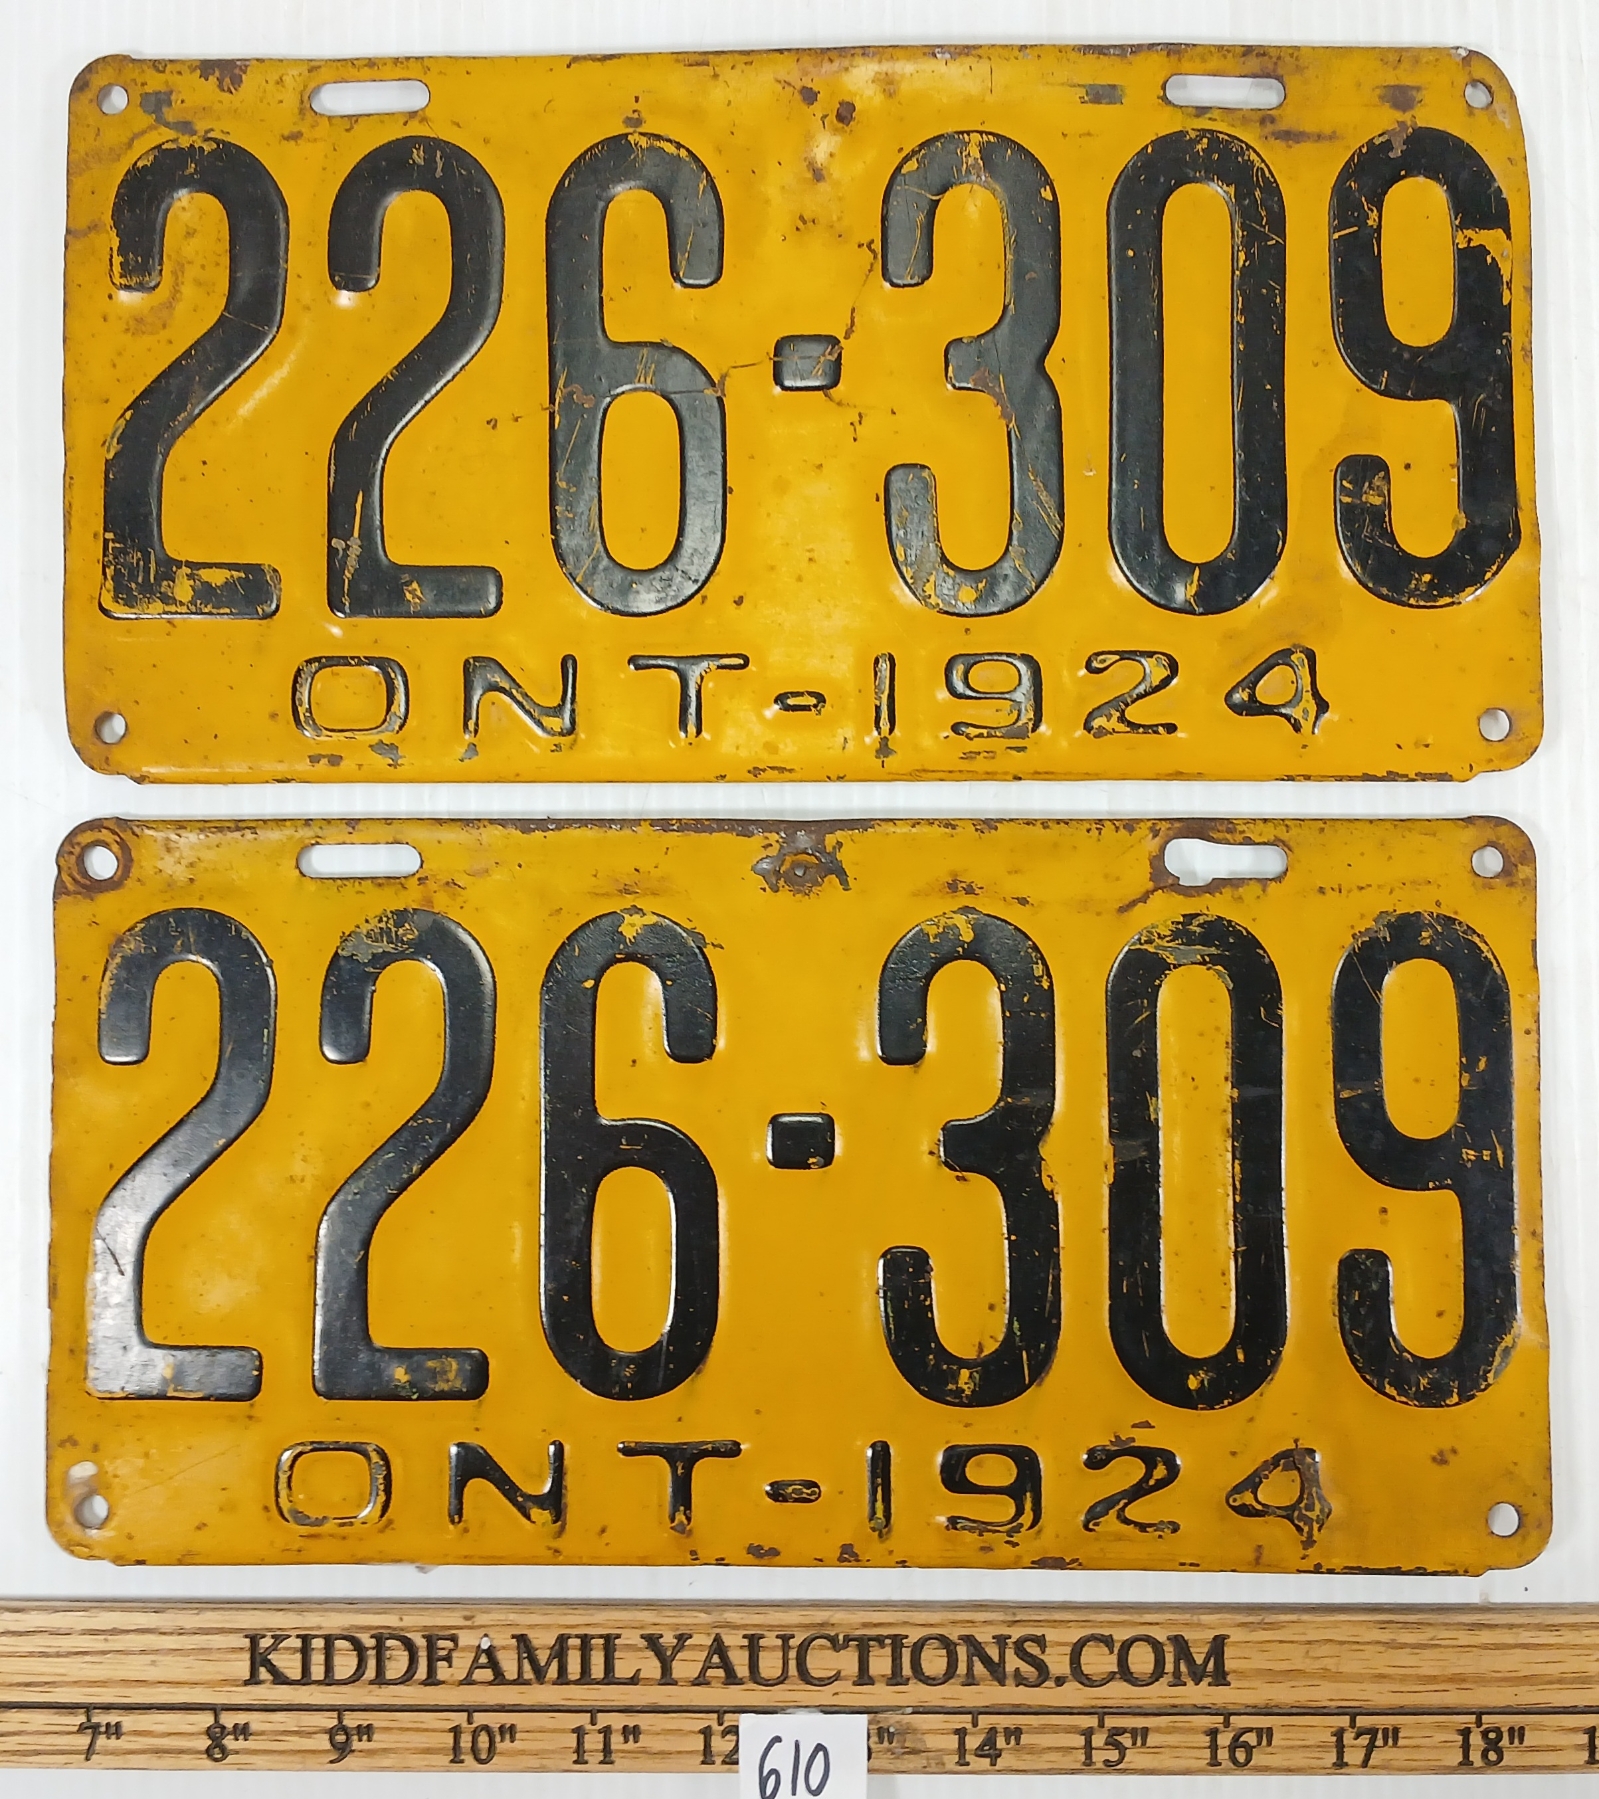 226-309
ONT-1924
226-309
ONT-1924
KIDDFAMILYAUCTIONS.COM
7" 8" 9" 10" 11" 12 " 14" 15" 16" 17" 18" 1
610